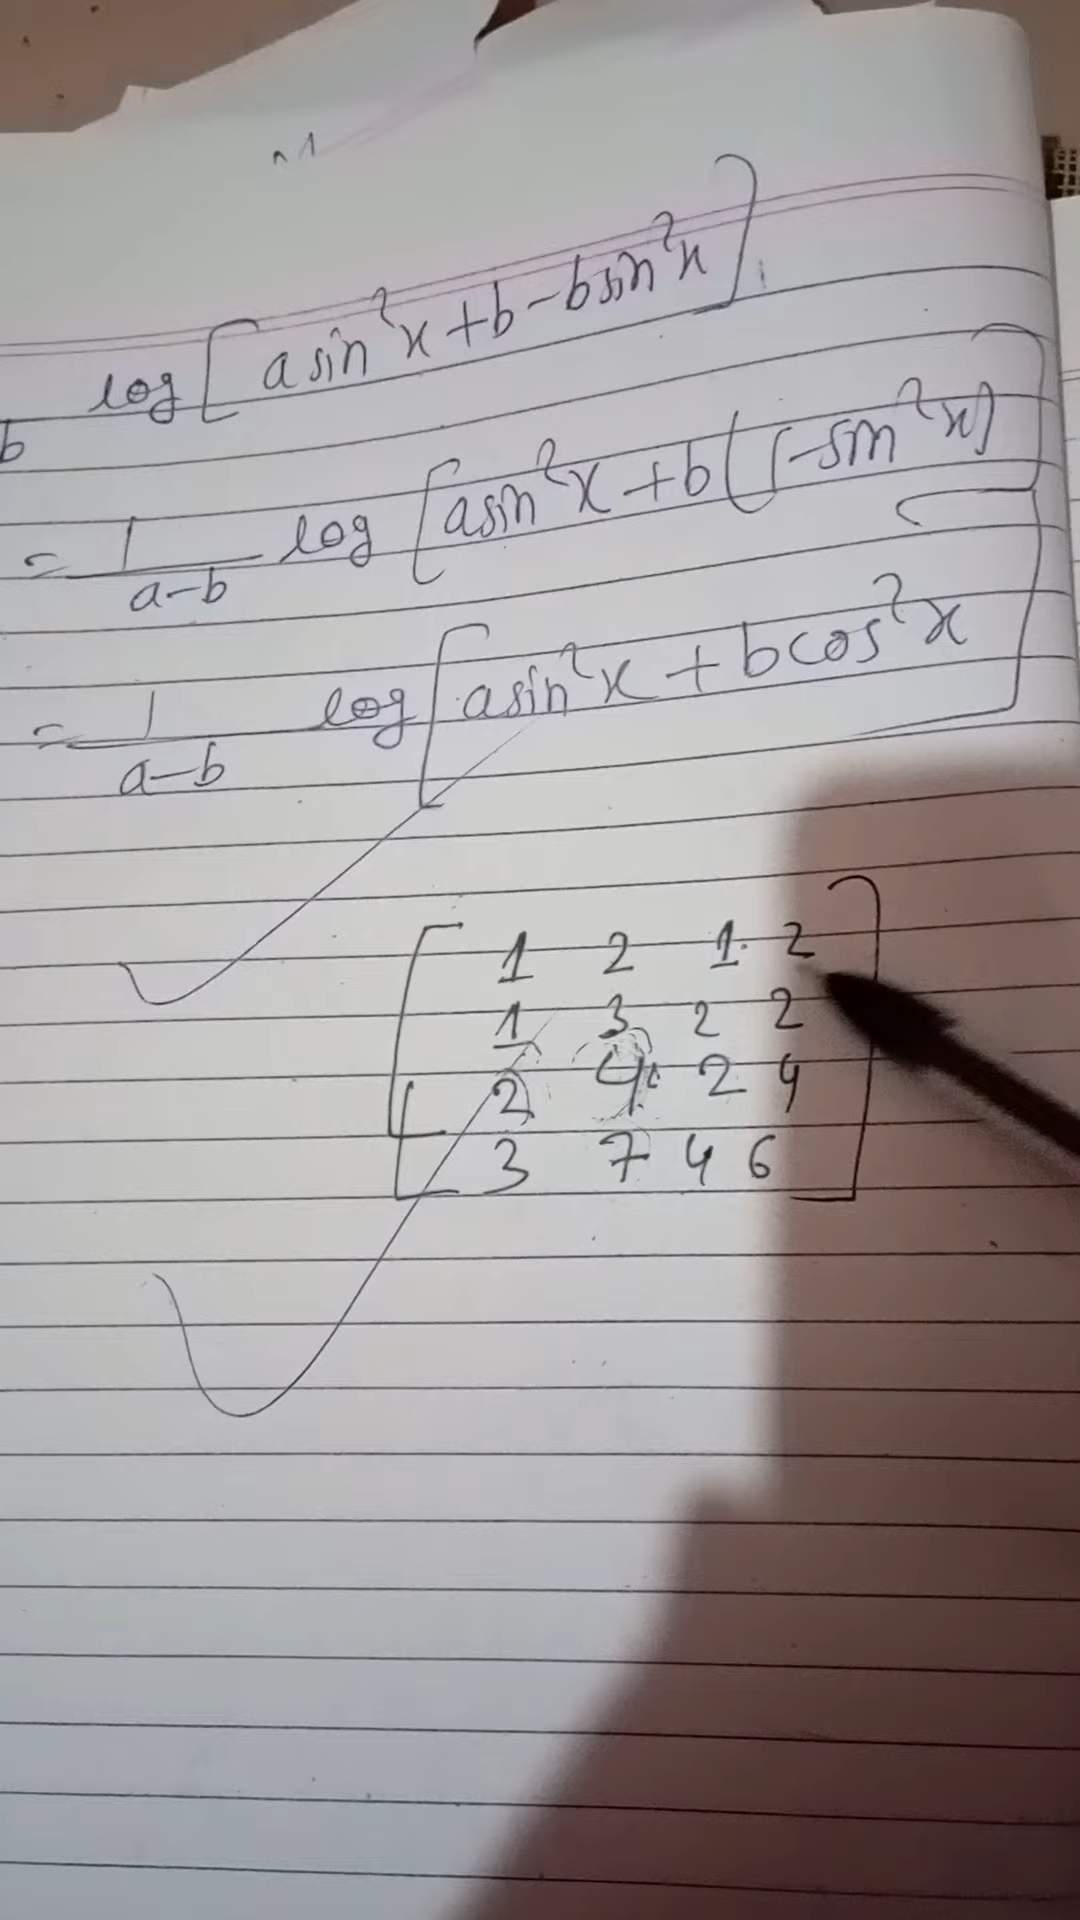 log [a sin²x + b - b sin²x]
b
= 1/a-b log [a sin²x + b(1 - sin²x)]
= 1/a-b log [a sin²x + b cos²x]
1 2 1 2
1 3 2 2
2 4 2 4
3 7 4 6